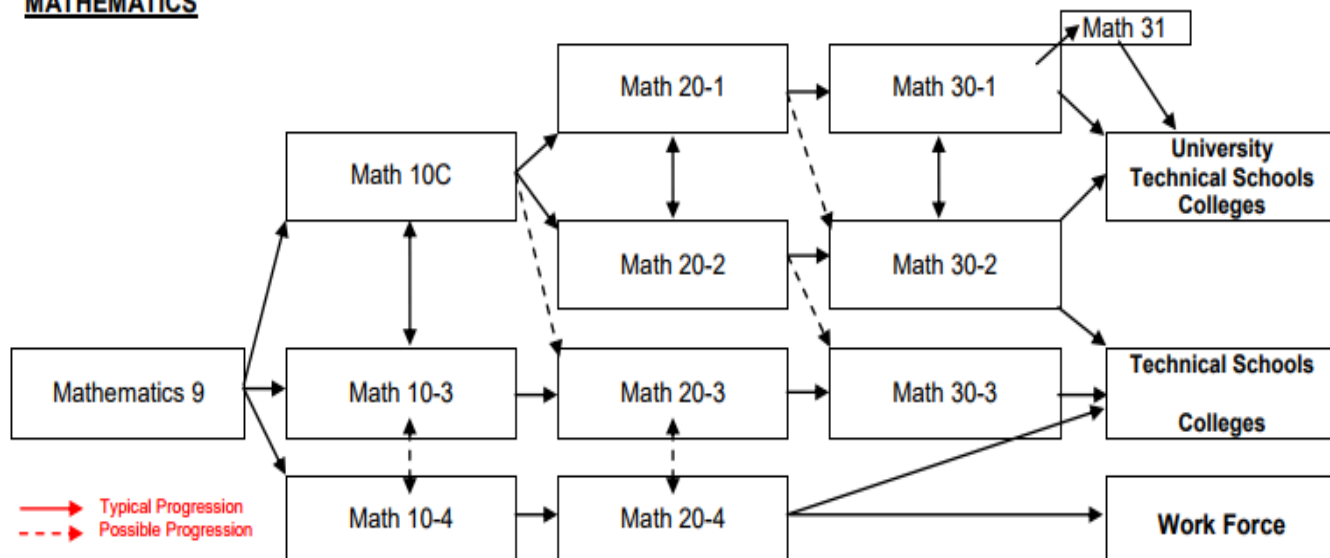 MATHEMATICS
Math 31
Math 20-1
Math 30-1
Math 10C
University
Technical Schools
Colleges
Math 20-2
Math 30-2
Mathematics 9
Math 10-3
Math 20-3
Math 30-3
Technical Schools
Colleges
Typical Progression
Possible Progression
Math 10-4
Math 20-4
Work Force